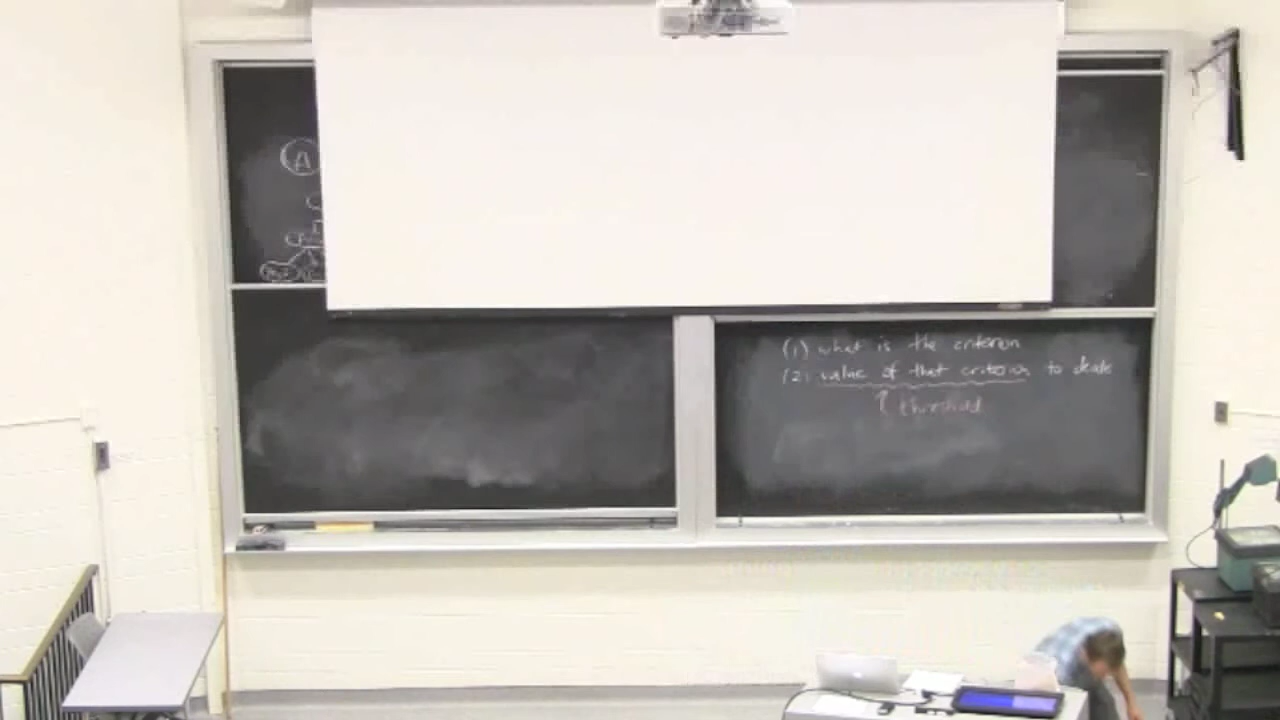 A
(1) what is the criterion
(2) value of that criterion to decide
↑ threshold